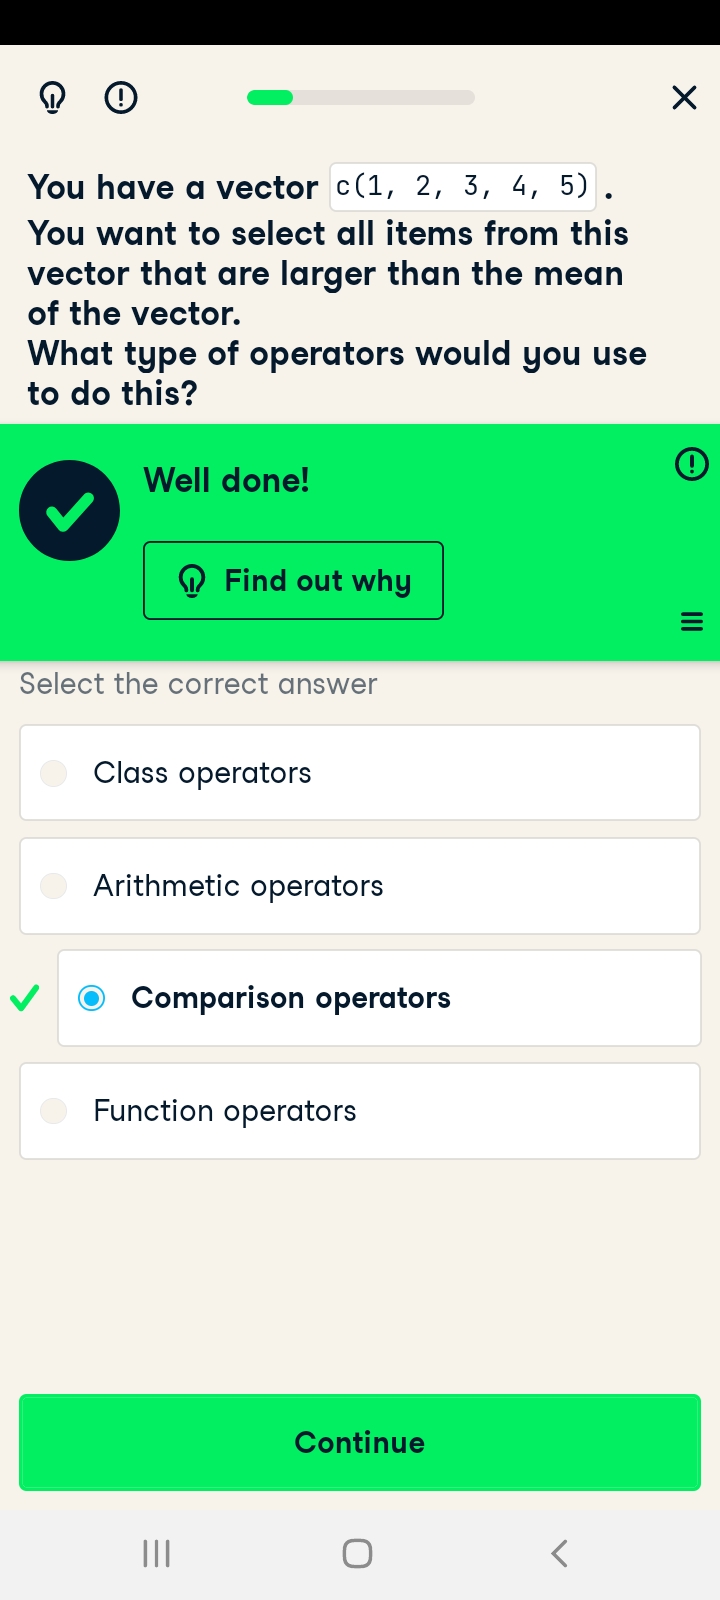 You have a vector c(1, 2, 3, 4, 5) .
You want to select all items from this
vector that are larger than the mean
of the vector.
What type of operators would you use
to do this?
Well done!
Find out why
Select the correct answer
Class operators
Arithmetic operators
Comparison operators
Function operators
Continue